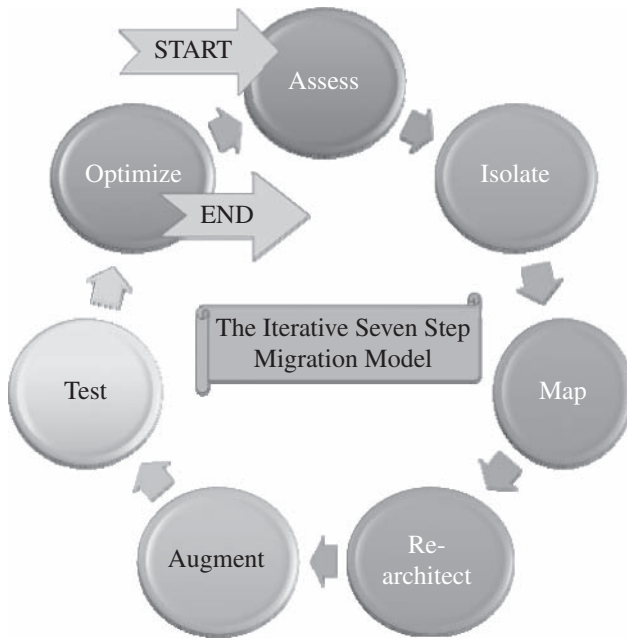 START
Assess
Isolate
Map
Re-
architect
Augment
Test
Optimize
END
The Iterative Seven Step
Migration Model